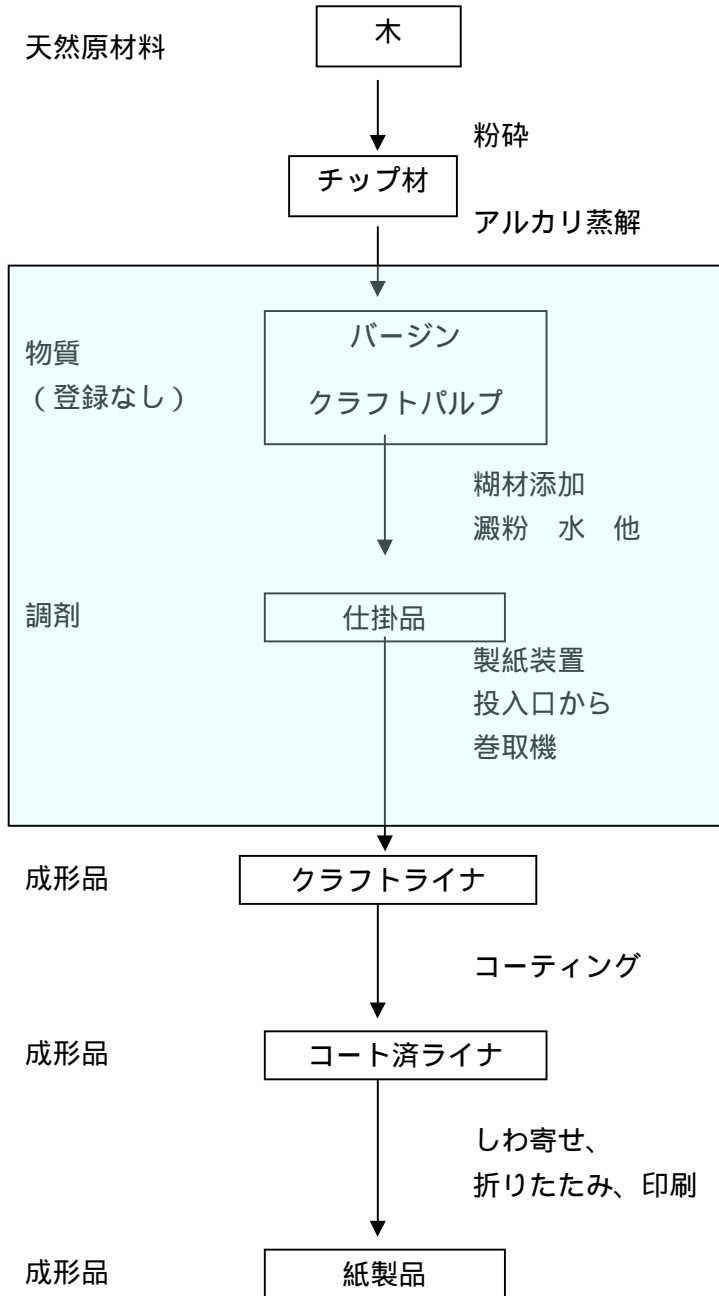 天然原材料
木
粉砕
チップ材
アルカリ蒸解
物質
（登録なし）
バージン
クラフトパルプ
糊材添加
澱粉　水　他
調剤
仕掛品
製紙装置
投入口から
巻取機
成形品
クラフトライナ
コーティング
成形品
コート済ライナ
しわ寄せ、
折りたたみ、印刷
成形品
紙製品